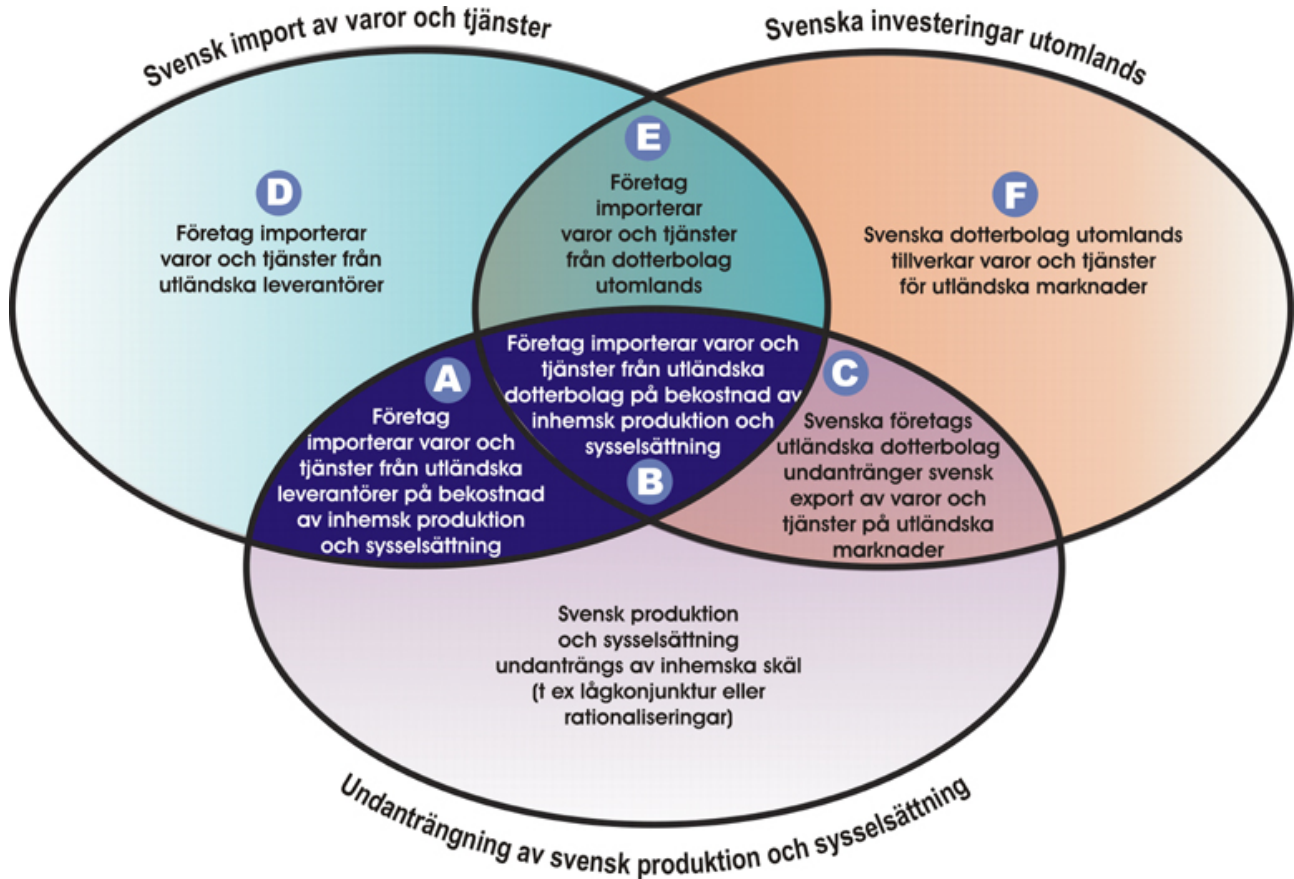 Svensk import av varor och tjänster
Svenska investeringar utomlands
D
Företag importerar
varor och tjänster från
utländska leverantörer
E
Företag
importerar
varor och tjänster
från dotterbolag
utomlands
F
Svenska dotterbolag utomlands
tillverkar varor och tjänster
för utländska marknader
A
Företag
importerar varor och
tjänster från utländska
leverantörer på bekostnad
av inhemsk produktion
och sysselsättning
Företag importerar varor och
tjänster från utländska
dotterbolag på bekostnad av
inhemsk produktion och
sysselsättning
B
C
Svenska företags
utländska dotterbolag
undantränger svensk
export av varor och
tjänster på utländska
marknader
Svensk produktion
och sysselsättning
undanträngs av inhemska skäl
(t ex lågkonjunktur eller
rationaliseringar)
Undanträngning av svensk produktion och sysselsättning